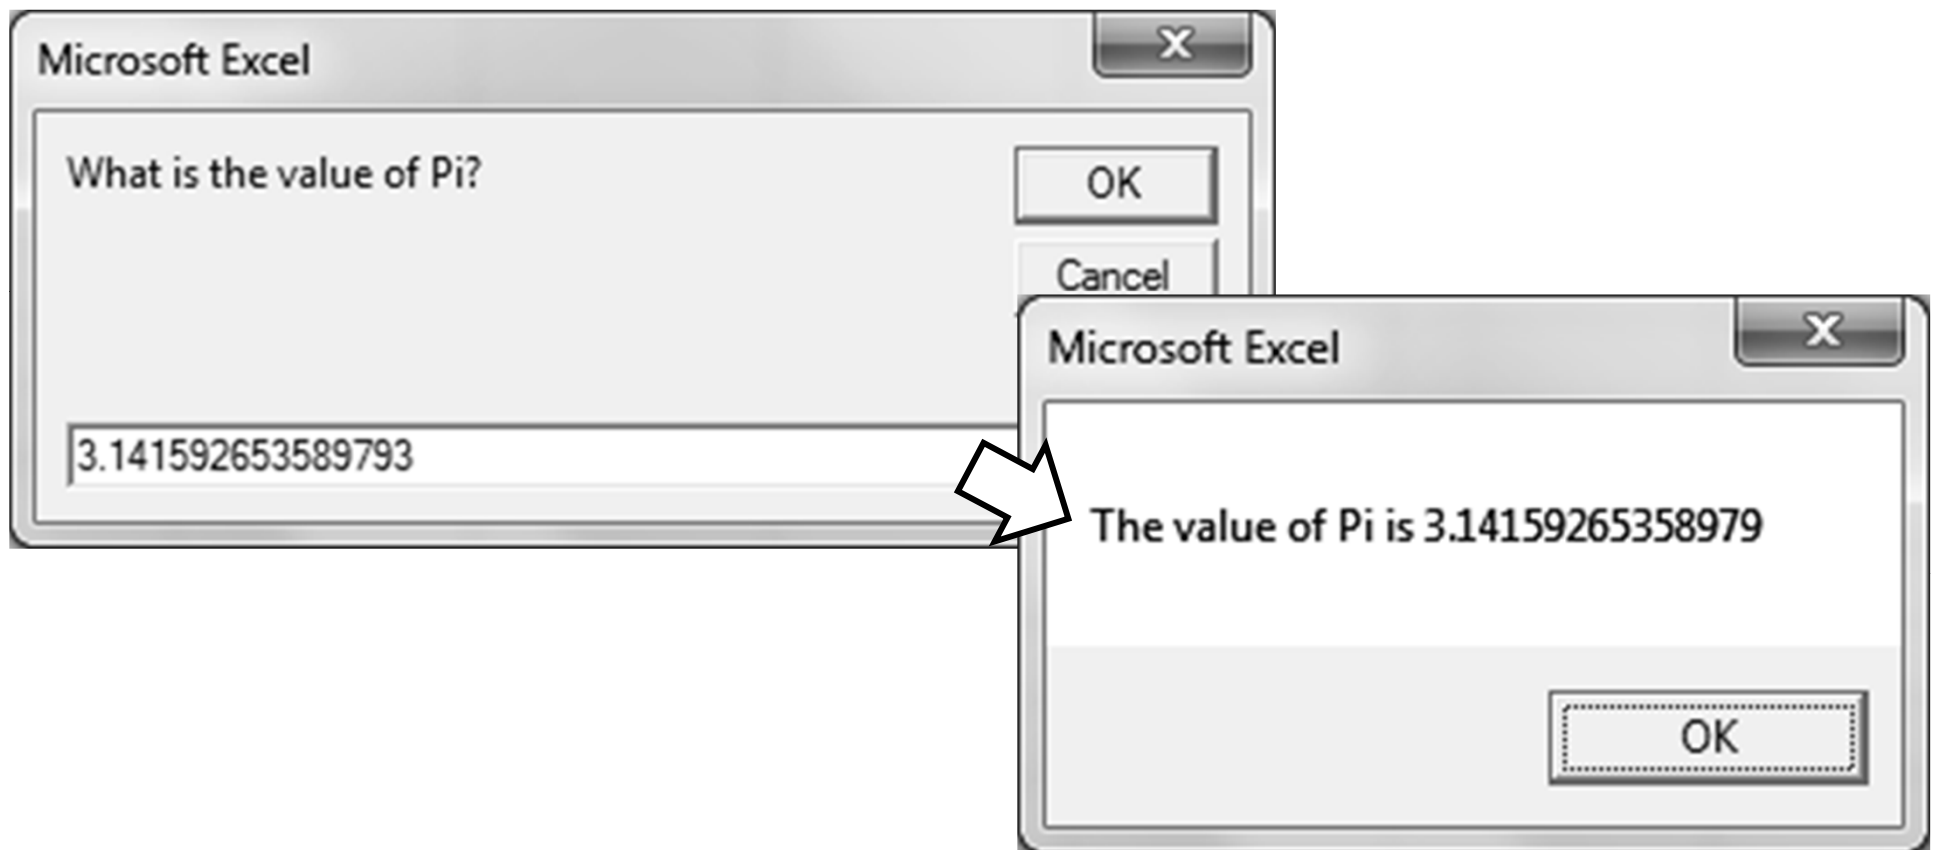 Microsoft Excel
What is the value of Pi?
OK
Cancel
3.141592653589793
Microsoft Excel
The value of Pi is 3.14159265358979
OK